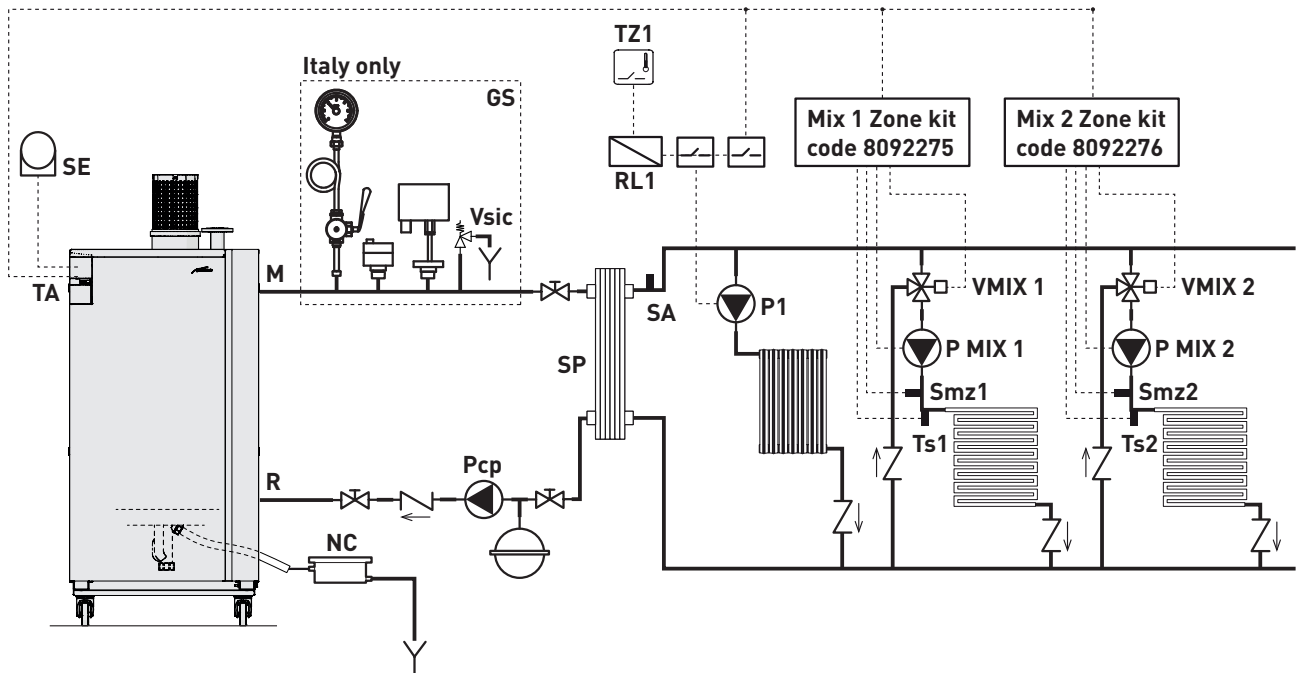 TZ1
Italy only
GS
Mix 1 Zone kit
code 8092275
Mix 2 Zone kit
code 8092276
SE
RL1
Vsic
TA
M
SA
P1
VMIX 1
VMIX 2
SP
P MIX 1
P MIX 2
Smz1
Smz2
Ts1
Ts2
R
Pcp
NC